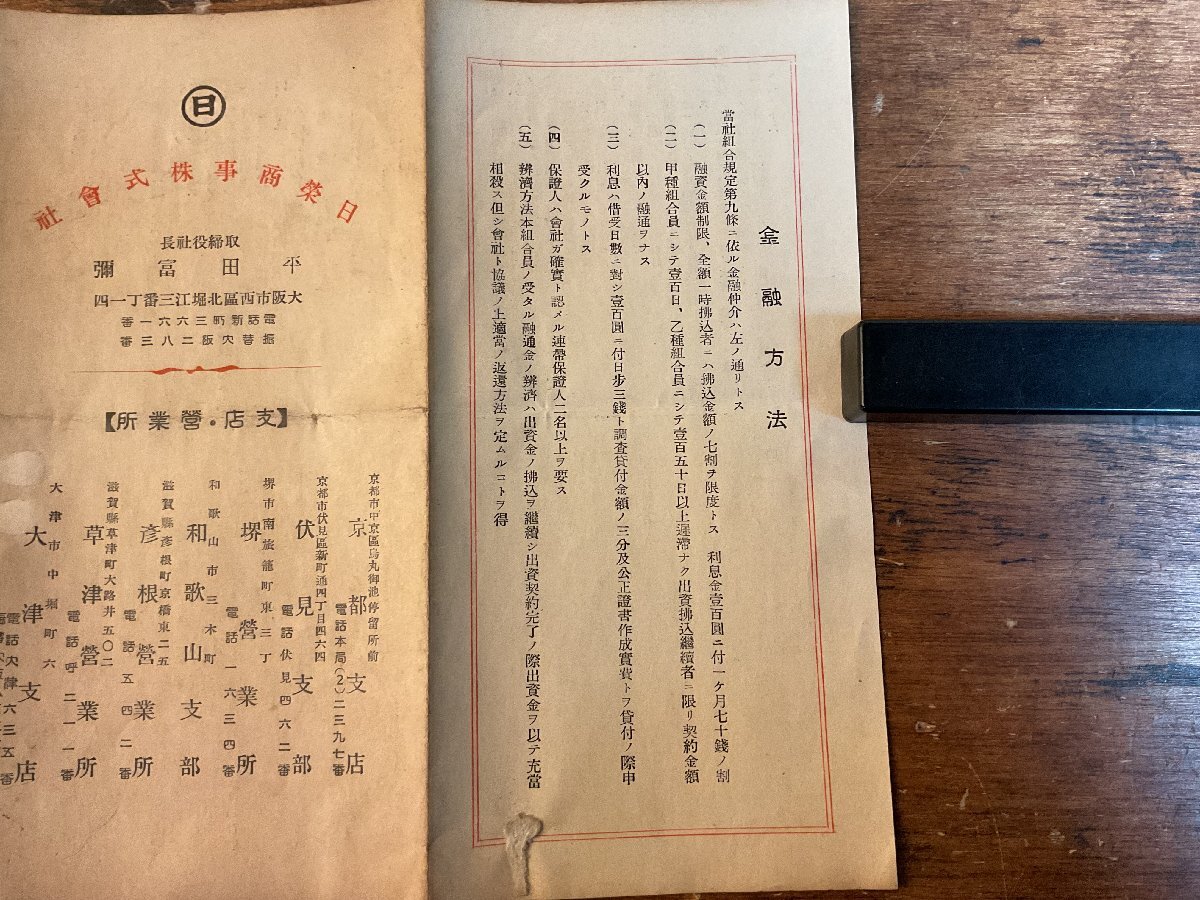 金融方法
當社組合規定第九條ニ依ル金融仲介ハ左ノ通リトス
(一) 融資金額制限、全額一時拂込者ニハ拂込金額ノ七割ヲ限度トス 利息金壹百圓ニ付一ケ月七十錢ノ割
(二) 甲種組合員ニシテ壹百日、乙種組合員ニシテ壹百五十日以上遲滯ナク出資拂込繼續者ニ限リ契約金額
以內ノ融通ヲナス
(三) 利息ハ借受日數ニ對シ壹百圓ニ付日步三錢ト調査貸付金額ノ三分及公正證書作成實費トヲ貸付ノ際申
受クルモノトス
(四) 保證人ハ會社ガ確實ト認メル連帶保證人二名以上ヲ要ス
(五) 辨濟方法本組合員ノ受タル融通金ノ辨濟ハ出資金ノ拂込ヲ繼續シ出資契約完了ノ際出資金ヲ以テ充當
相殺ス但シ會社ト協議ノ上適當ノ返還方法ヲ定ムルコトヲ得
日
社會式株事商榮日
長社役締取
彌富田平
四一丁番三江堀北區西市阪大
番一六六三町新話電
番三八二阪大替振
【所業營・店支】
京都市中京區烏丸御池停留所前
京都支店
電話本局(2)二三九七番
京都市伏見區新町通四丁目四六四
伏見支部
電話伏見四六二番
堺市南旅籠町東三丁
堺營業所
電話一六三四番
和歌山市三木町
和歌山支部
滋賀縣彥根町京橋東二五
彥根營業所
電話五四二番
滋賀縣草津町大路井五〇二
草津營業所
電話呼二一一番
大津市中堀町六
大津支店
電話大津六三五番